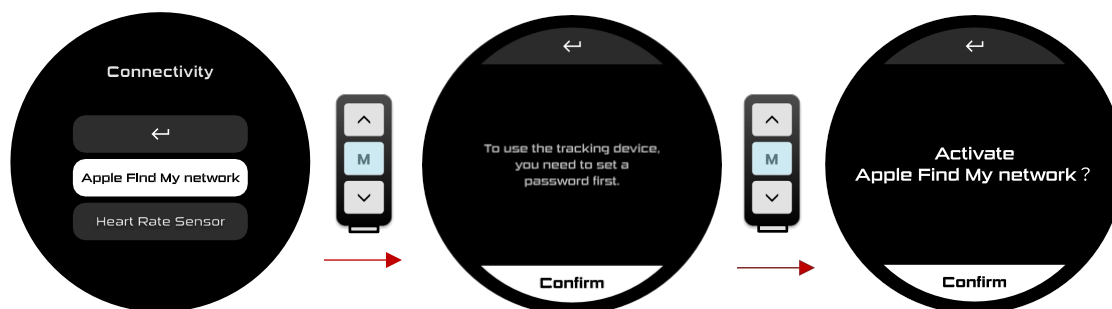 Connectivity
Apple Find My network
Heart Rate Sensor
M
To use the tracking device,
you need to set a
password first.
Confirm
M
Activate
Apple Find My network？
Confirm